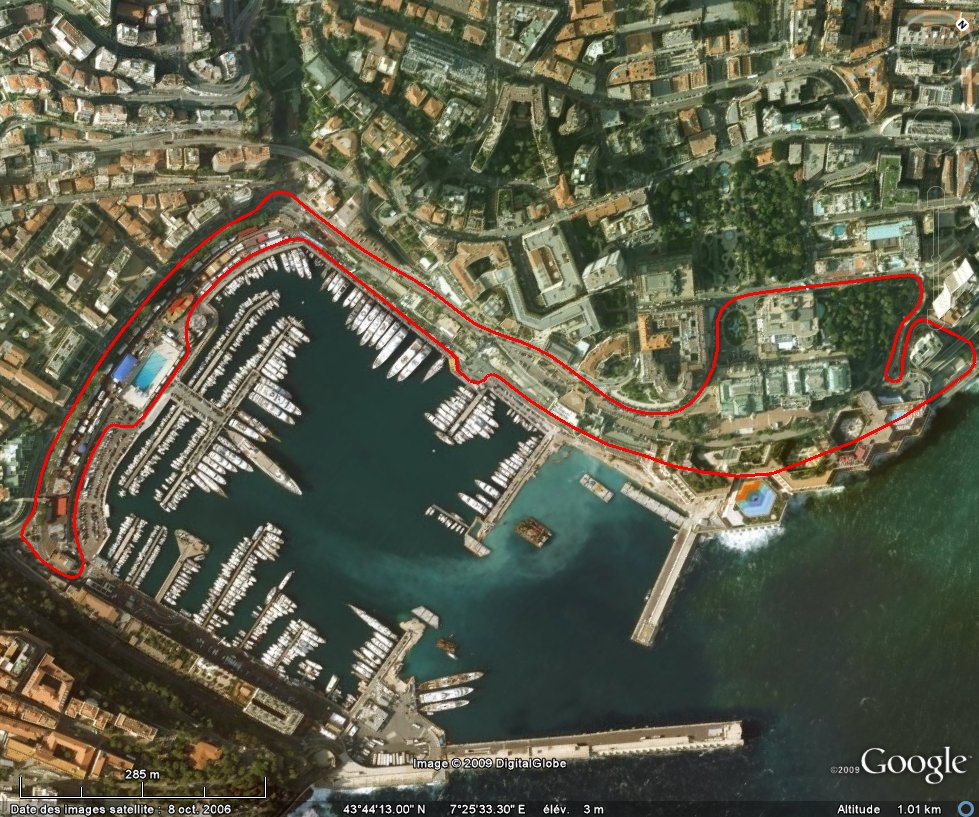 N
285 m
Image © 2009 DigitalGlobe
©2009 Google
Date des images satellite : 8 oct. 2006 43°44'13.00" N 7°25'33.30" E élév. 3 m Altitude 1.01 km